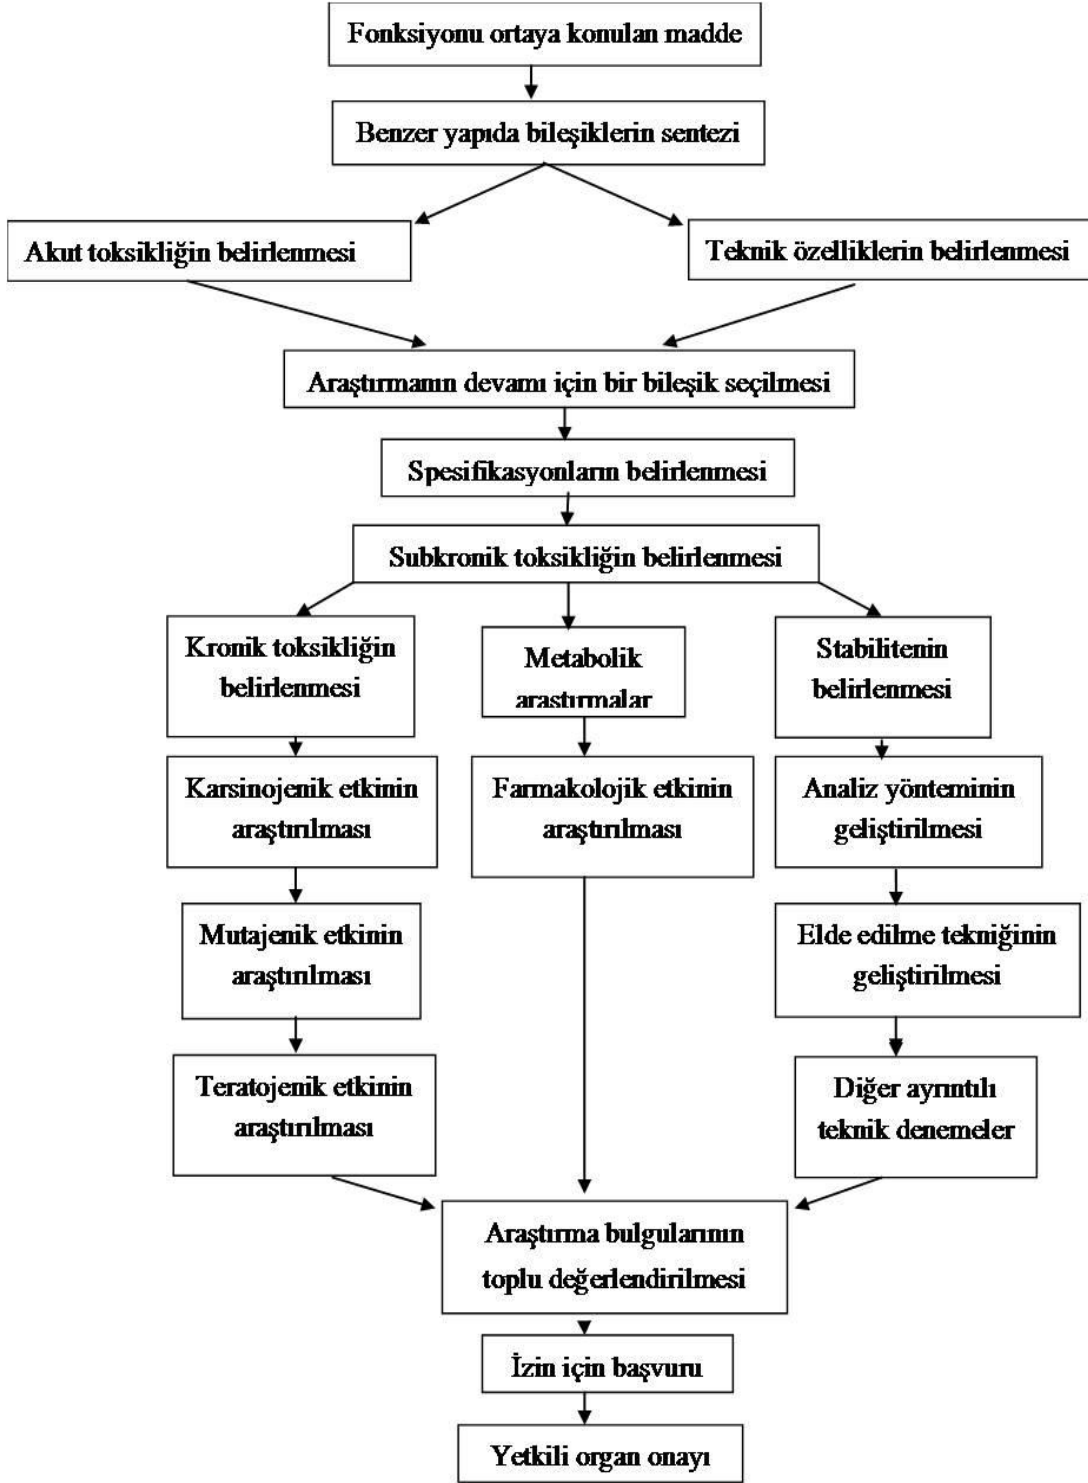 Fonksiyonu ortaya konulan madde
Benzer yapıda bileşiklerin sentezi
Akut toksikliğin belirlenmesi
Teknik özelliklerin belirlenmesi
Araştırmanın devamı için bir bileşik seçilmesi
Spesifikasyonların belirlenmesi
Subkronik toksikliğin belirlenmesi
Kronik toksikliğin
belirlenmesi
Metabolik
araştırmalar
Stabilitenin
belirlenmesi
Karsinojenik etkinin
araştırılması
Farmakolojik etkinin
araştırılması
Analiz yönteminin
geliştirilmesi
Mutajenik etkinin
araştırılması
Elde edilme tekniğinin
geliştirilmesi
Teratojenik etkinin
araştırılması
Diğer ayrıntılı
teknik denemeler
Araştırma bulgularının
toplu değerlendirilmesi
İzin için başvuru
Yetkili organ onayı